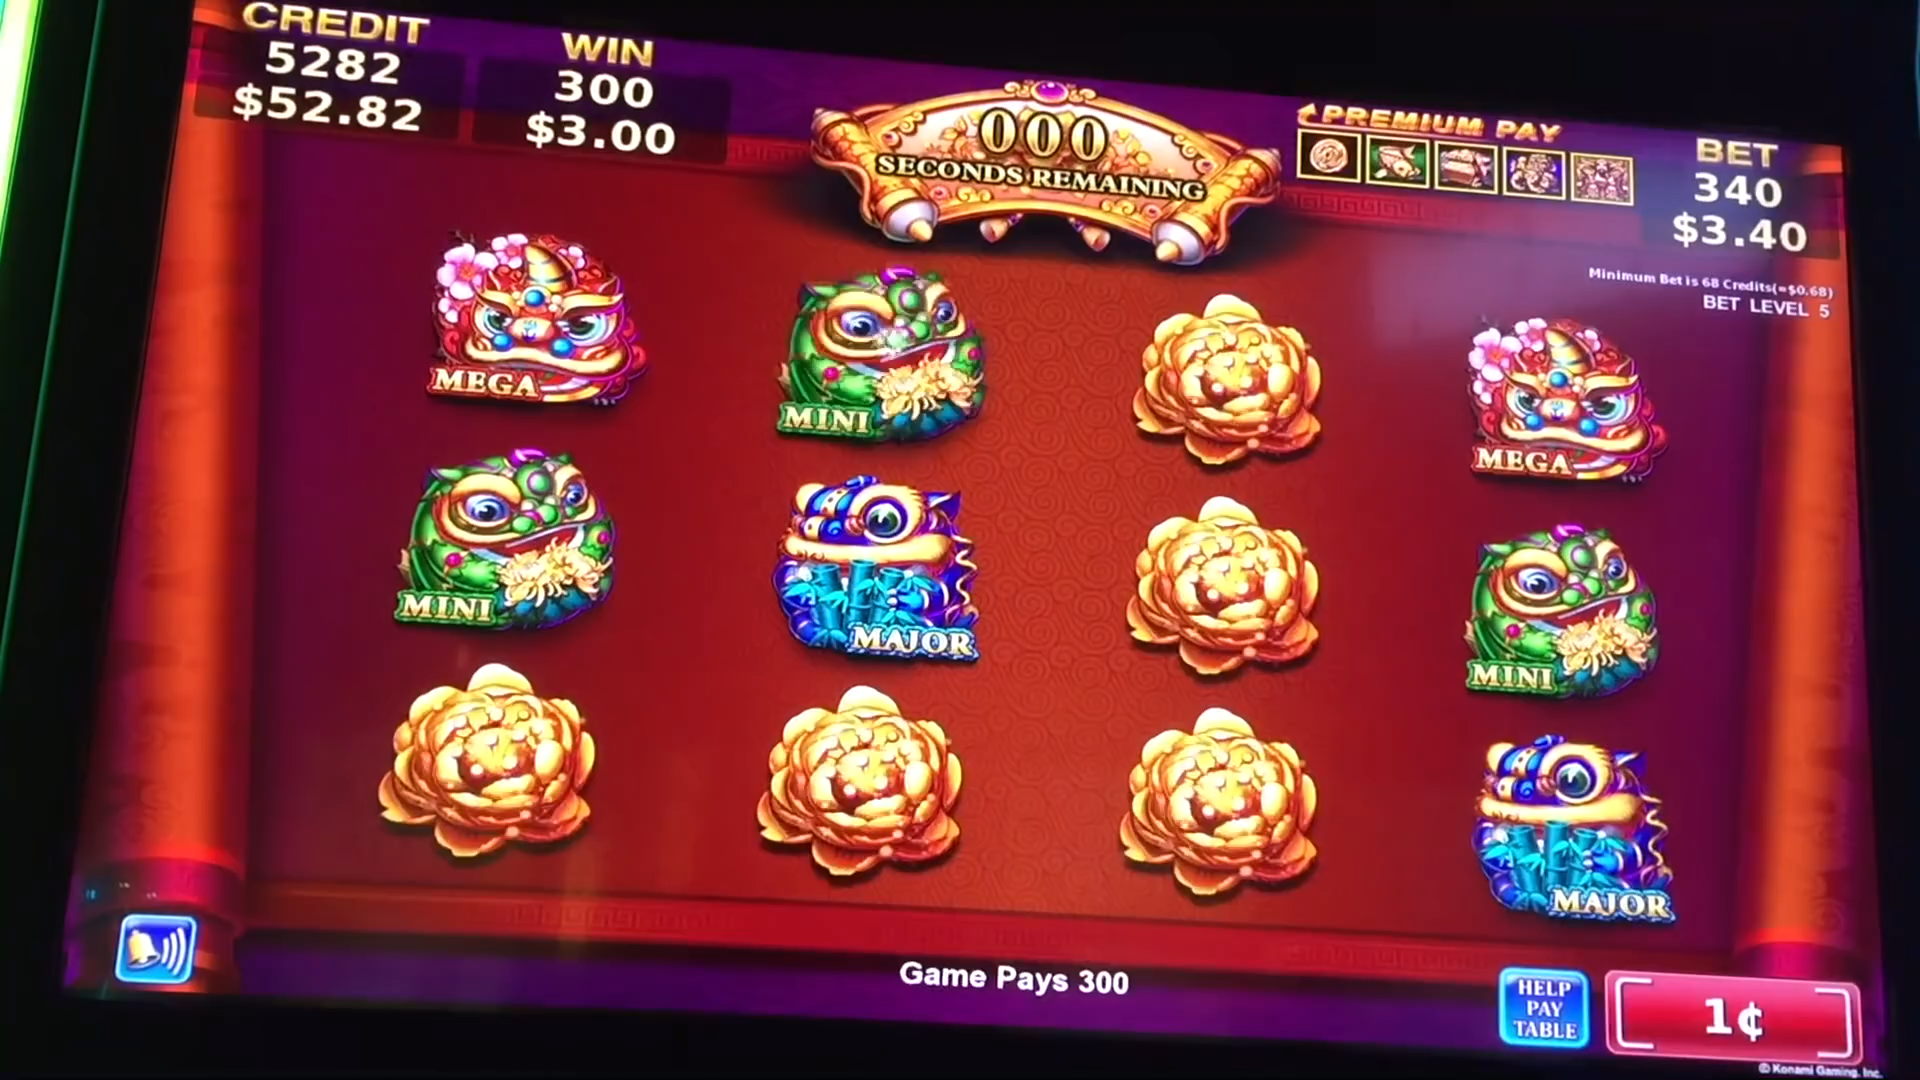 CREDIT
5282
$52.82
WIN
300
$3.00
000
SECONDS REMAINING
PREMIUM PAY
BET
340
$3.40
Minimum Bet is 68 Credits(=$0.68)
BET LEVEL 5
MEGA
MINI
MEGA
MINI
MAJOR
MINI
MAJOR
Game Pays 300
HELP
PAY
TABLE
1¢
© Konami Gaming, Inc.